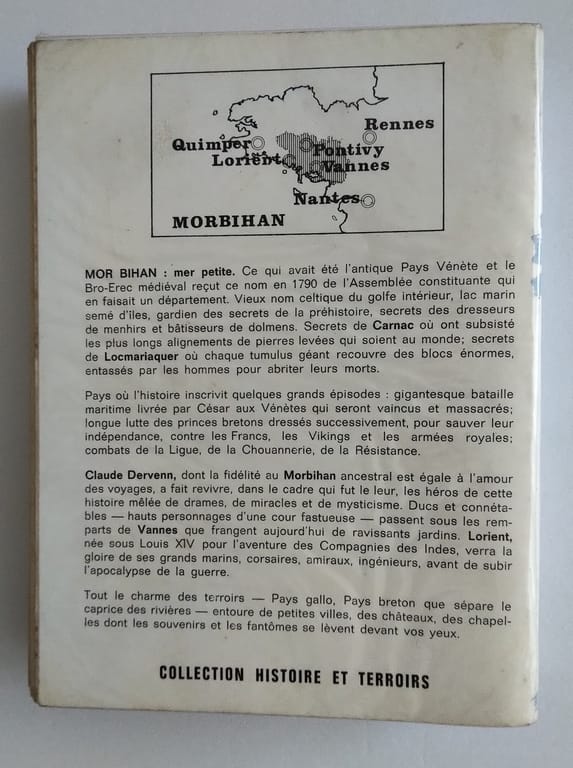 Rennes
Quimper
Pontivy
Lorient
Vannes
Nantes
MORBIHAN
MOR BIHAN : mer petite. Ce qui avait été l'antique Pays Vénète et le
Bro-Erec médiéval reçut ce nom en 1790 de l'Assemblée constituante qui
en faisait un département. Vieux nom celtique du golfe intérieur, lac marin
semé d'îles, gardien des secrets de la préhistoire, secrets des dresseurs
de menhirs et bâtisseurs de dolmens. Secrets de Carnac où ont subsisté
les plus longs alignements de pierres levées qui soient au monde; secrets
de Locmariaquer où chaque tumulus géant recouvre des blocs énormes,
entassés par les hommes pour abriter leurs morts.
Pays où l'histoire inscrivit quelques grands épisodes : gigantesque bataille
maritime livrée par César aux Vénètes qui seront vaincus et massacrés;
longue lutte des princes bretons dressés successivement, pour sauver leur
indépendance, contre les Francs, les Vikings et les armées royales;
combats de la Ligue, de la Chouannerie, de la Résistance.
Claude Dervenn, dont la fidélité au Morbihan ancestral est égale à l'amour
des voyages, a fait revivre, dans le cadre qui fut le leur, les héros de cette
histoire mêlée de drames, de miracles et de mysticisme. Ducs et connéta-
bles — hauts personnages d'une cour fastueuse — passent sous les rem-
parts de Vannes que frangent aujourd'hui de ravissants jardins. Lorient,
née sous Louis XIV pour l'aventure des Compagnies des Indes, verra la
gloire de ses grands marins, corsaires, amiraux, ingénieurs, avant de subir
l'apocalypse de la guerre.
Tout le charme des terroirs — Pays gallo, Pays breton que sépare le
caprice des rivières — entoure de petites villes, des châteaux, des chapel-
les dont les souvenirs et les fantômes se lèvent devant vos yeux.
COLLECTION HISTOIRE ET TERROIRS